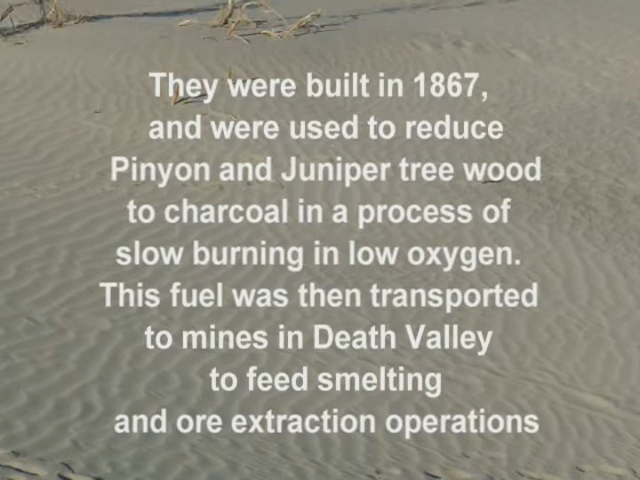 They were built in 1867,
and were used to reduce
Pinyon and Juniper tree wood
to charcoal in a process of
slow burning in low oxygen.
This fuel was then transported
to mines in Death Valley
to feed smelting
and ore extraction operations